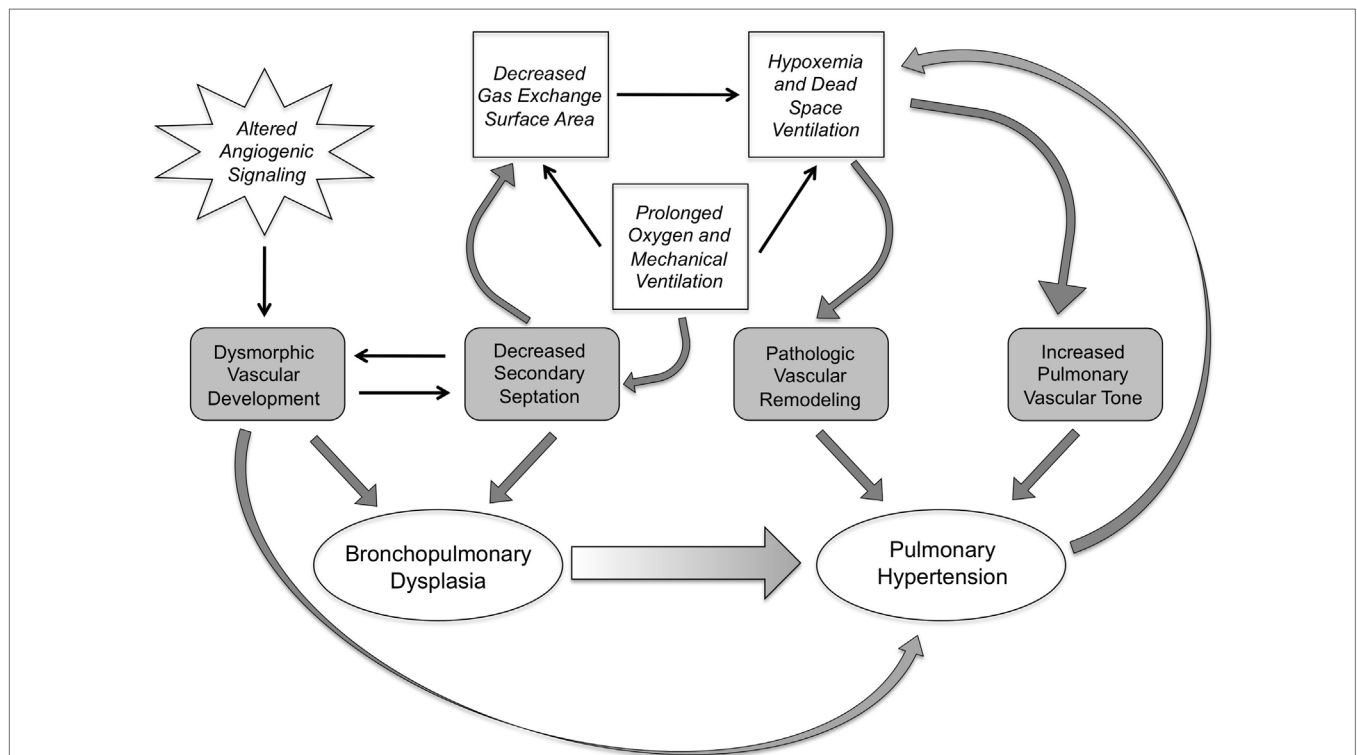 Altered
Angiogenic
Signaling
Decreased
Gas Exchange
Surface Area
Hypoxemia
and Dead
Space
Ventilation
Prolonged
Oxygen and
Mechanical
Ventilation
Dysmorphic
Vascular
Development
Decreased
Secondary
Septation
Pathologic
Vascular
Remodeling
Increased
Pulmonary
Vascular Tone
Bronchopulmonary
Dysplasia
Pulmonary
Hypertension